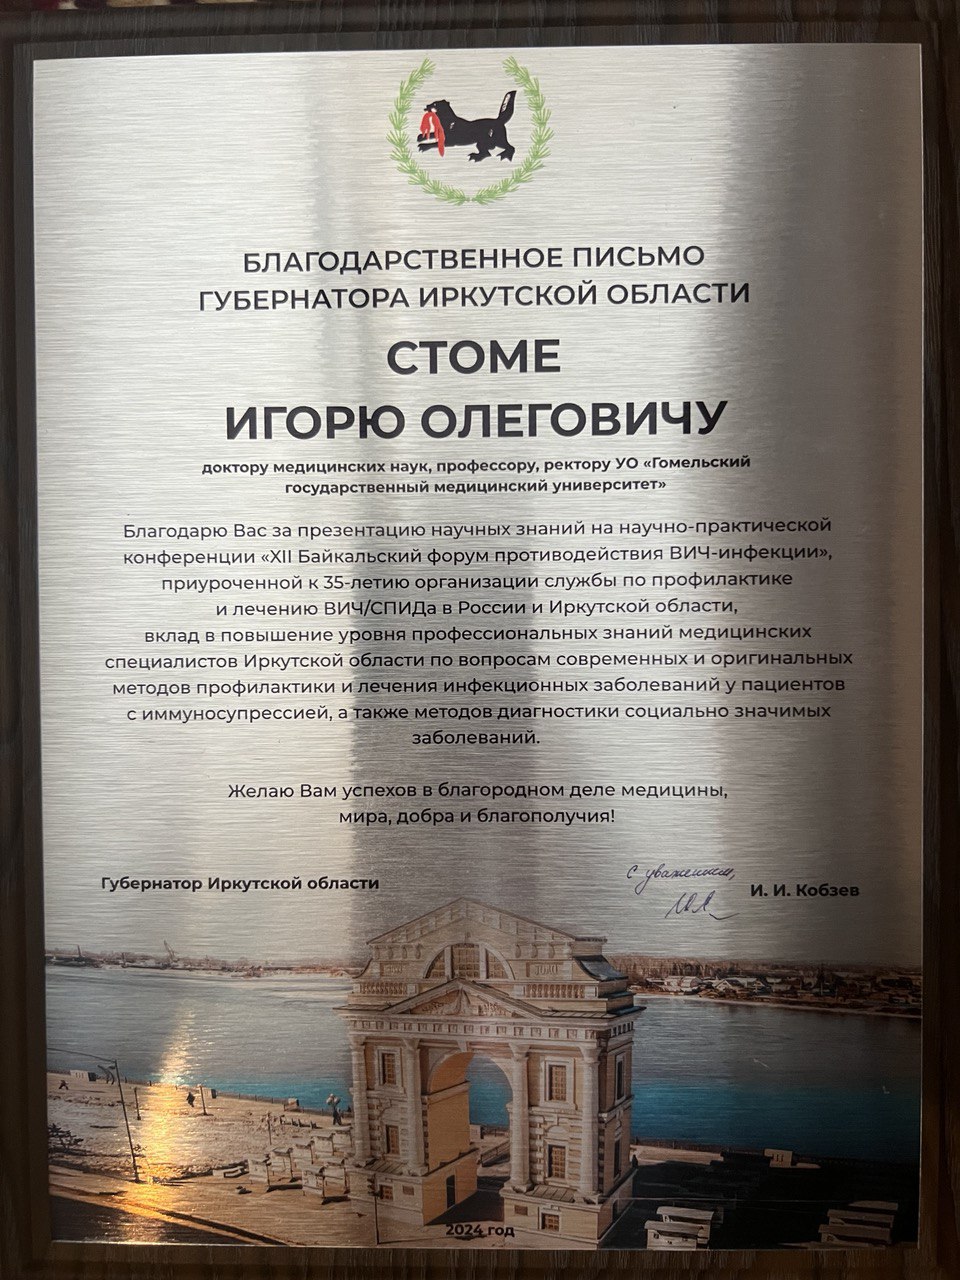 БЛАГОДАРСТВЕННОЕ ПИСЬМО
ГУБЕРНАТОРА ИРКУТСКОЙ ОБЛАСТИ
СТОМЕ
ИГОРЮ ОЛЕГОВИЧУ
доктору медицинских наук, профессору, ректору УО «Гомельский
государственный медицинский университет»
Благодарю Вас за презентацию научных знаний на научно-практической
конференции «XII Байкальский форум противодействия ВИЧ-инфекции»,
приуроченной к 35-летию организации службы по профилактике
и лечению ВИЧ/СПИДа в России и Иркутской области,
вклад в повышение уровня профессиональных знаний медицинских
специалистов Иркутской области по вопросам современных и оригинальных
методов профилактики и лечения инфекционных заболеваний у пациентов
с иммуносупрессией, а также методов диагностики социально значимых
заболеваний.
Желаю Вам успехов в благородном деле медицины,
мира, добра и благополучия!
с уважением,
Губернатор Иркутской области И. И. Кобзев
2024 год